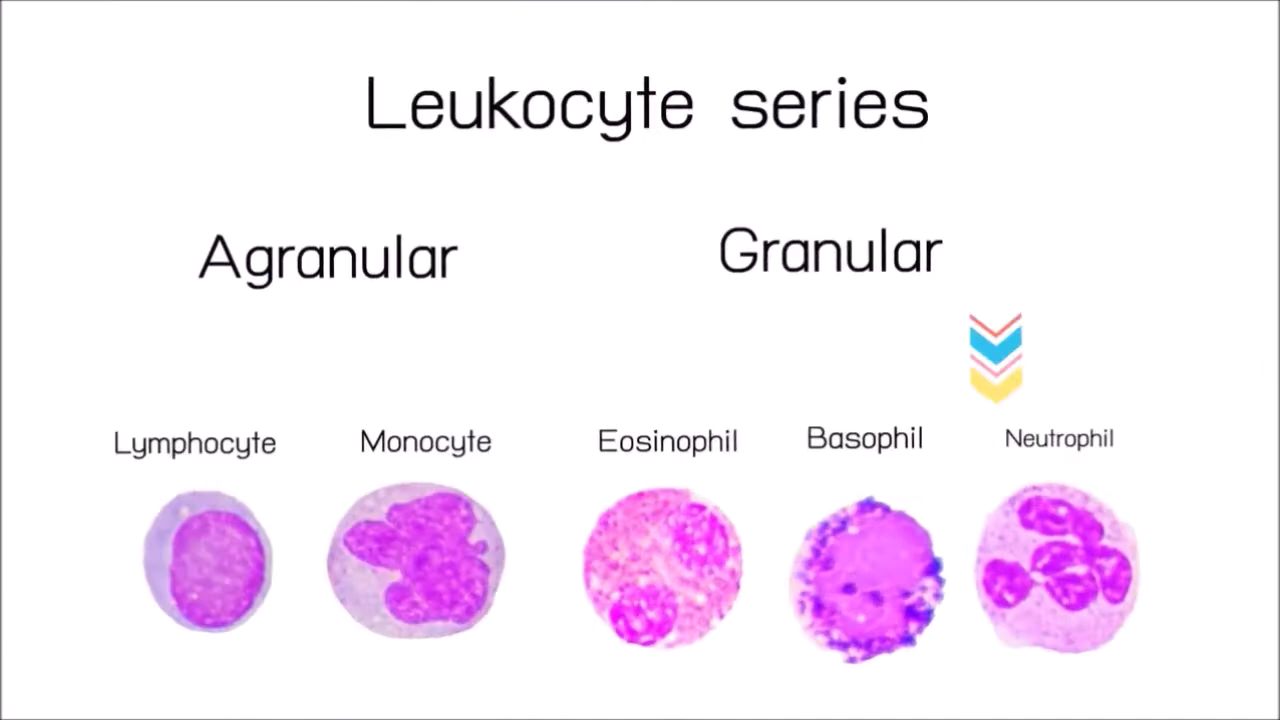 Leukocyte series
Agranular
Granular
Lymphocyte
Monocyte
Eosinophil
Basophil
Neutrophil